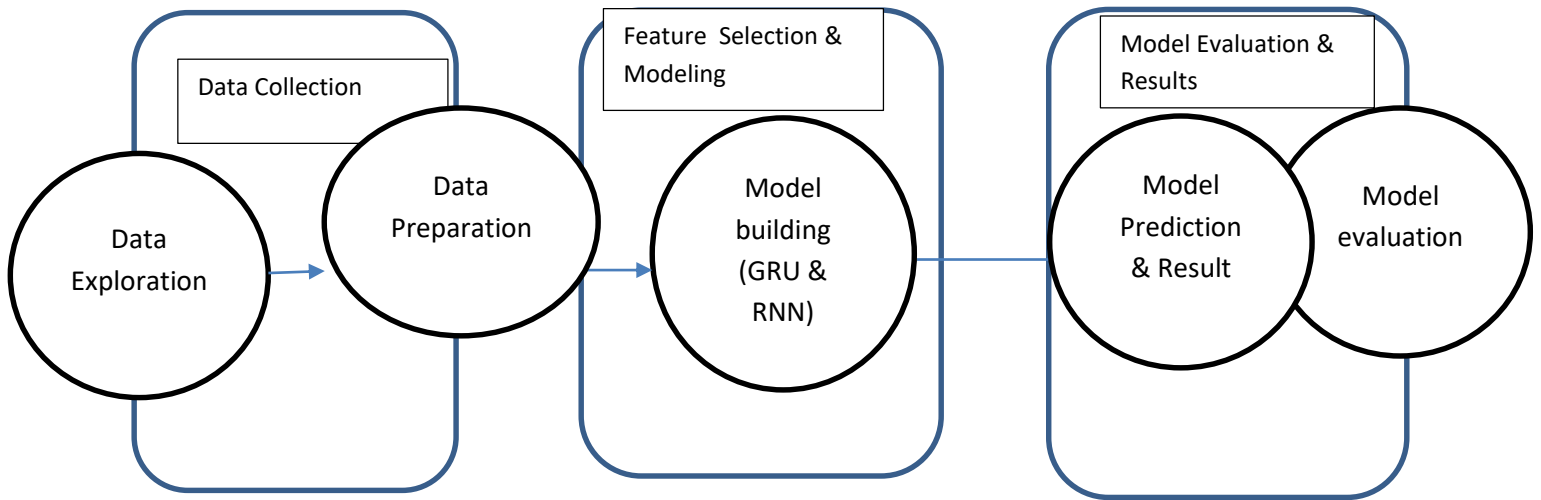 Data Collection
Data
Exploration
Data
Preparation
Feature  Selection &
Modeling
Model
building
(GRU &
RNN)
Model Evaluation &
Results
Model
Prediction
& Result
Model
evaluation